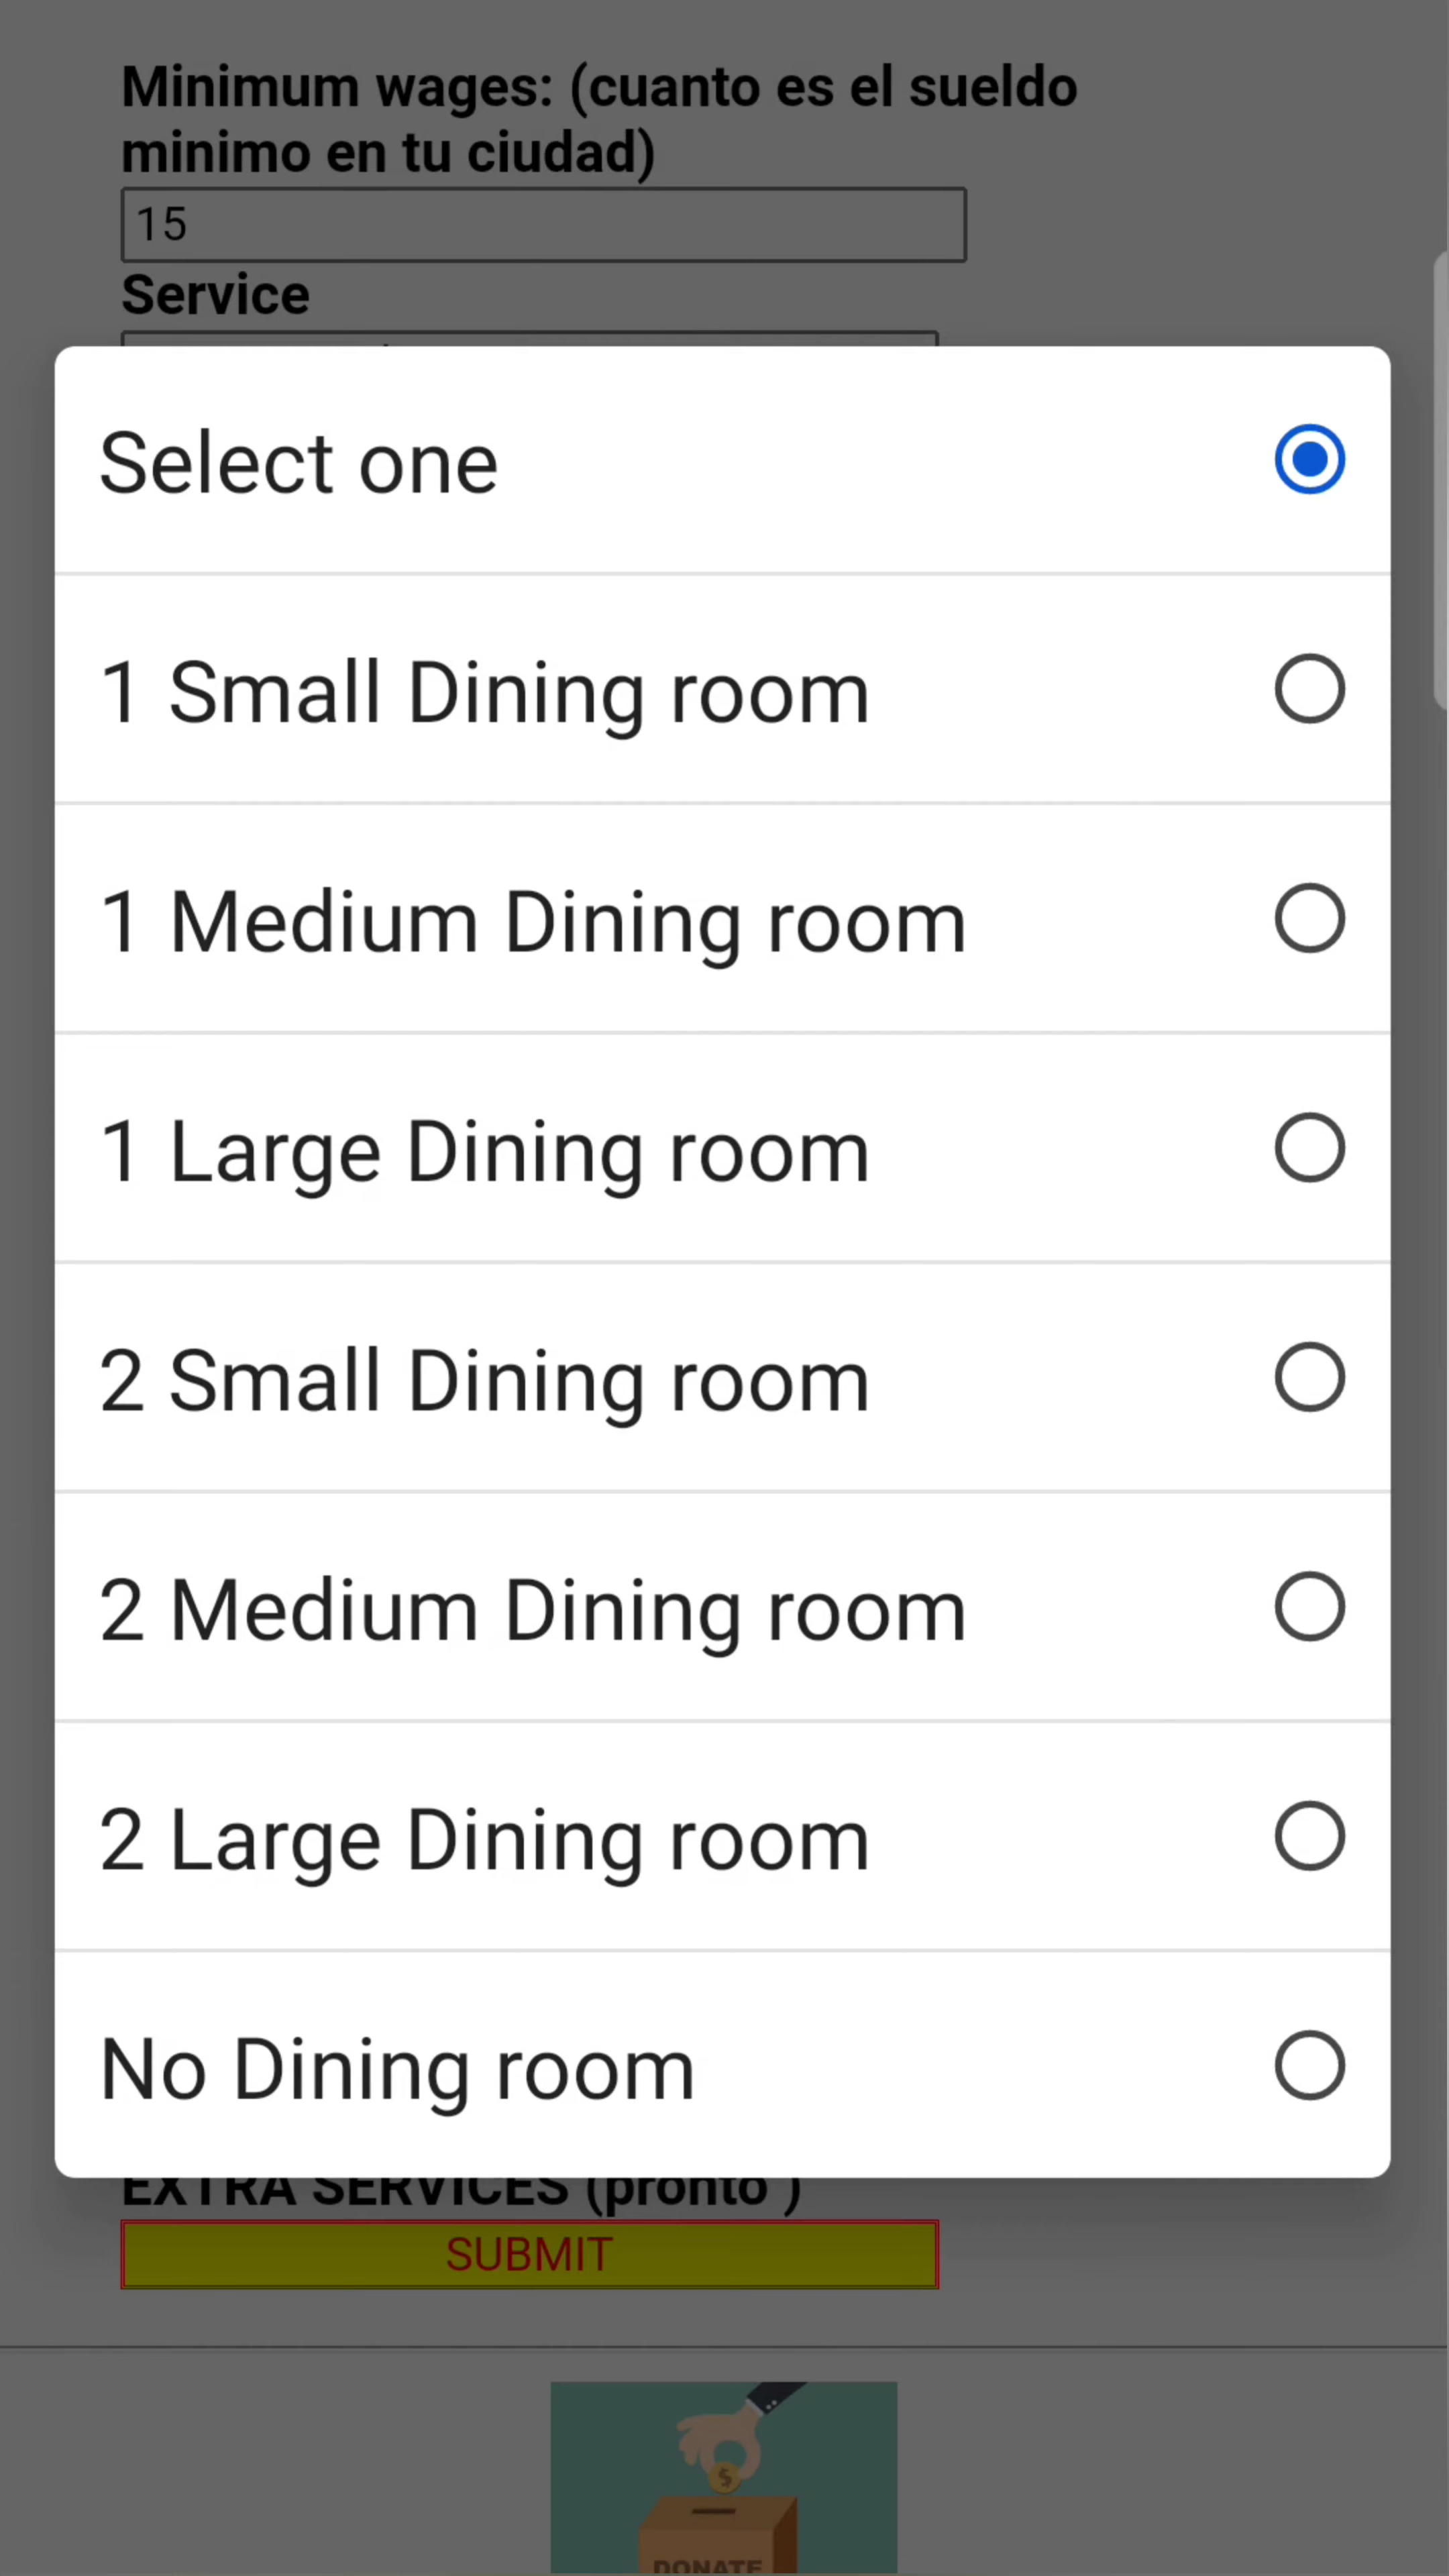 Minimum wages: (cuanto es el sueldo
minimo en tu ciudad)
15
Service
Select one
1 Small Dining room
1 Medium Dining room
1 Large Dining room
2 Small Dining room
2 Medium Dining room
2 Large Dining room
No Dining room
EXTRA SERVICES (pronto )
SUBMIT
DONATE